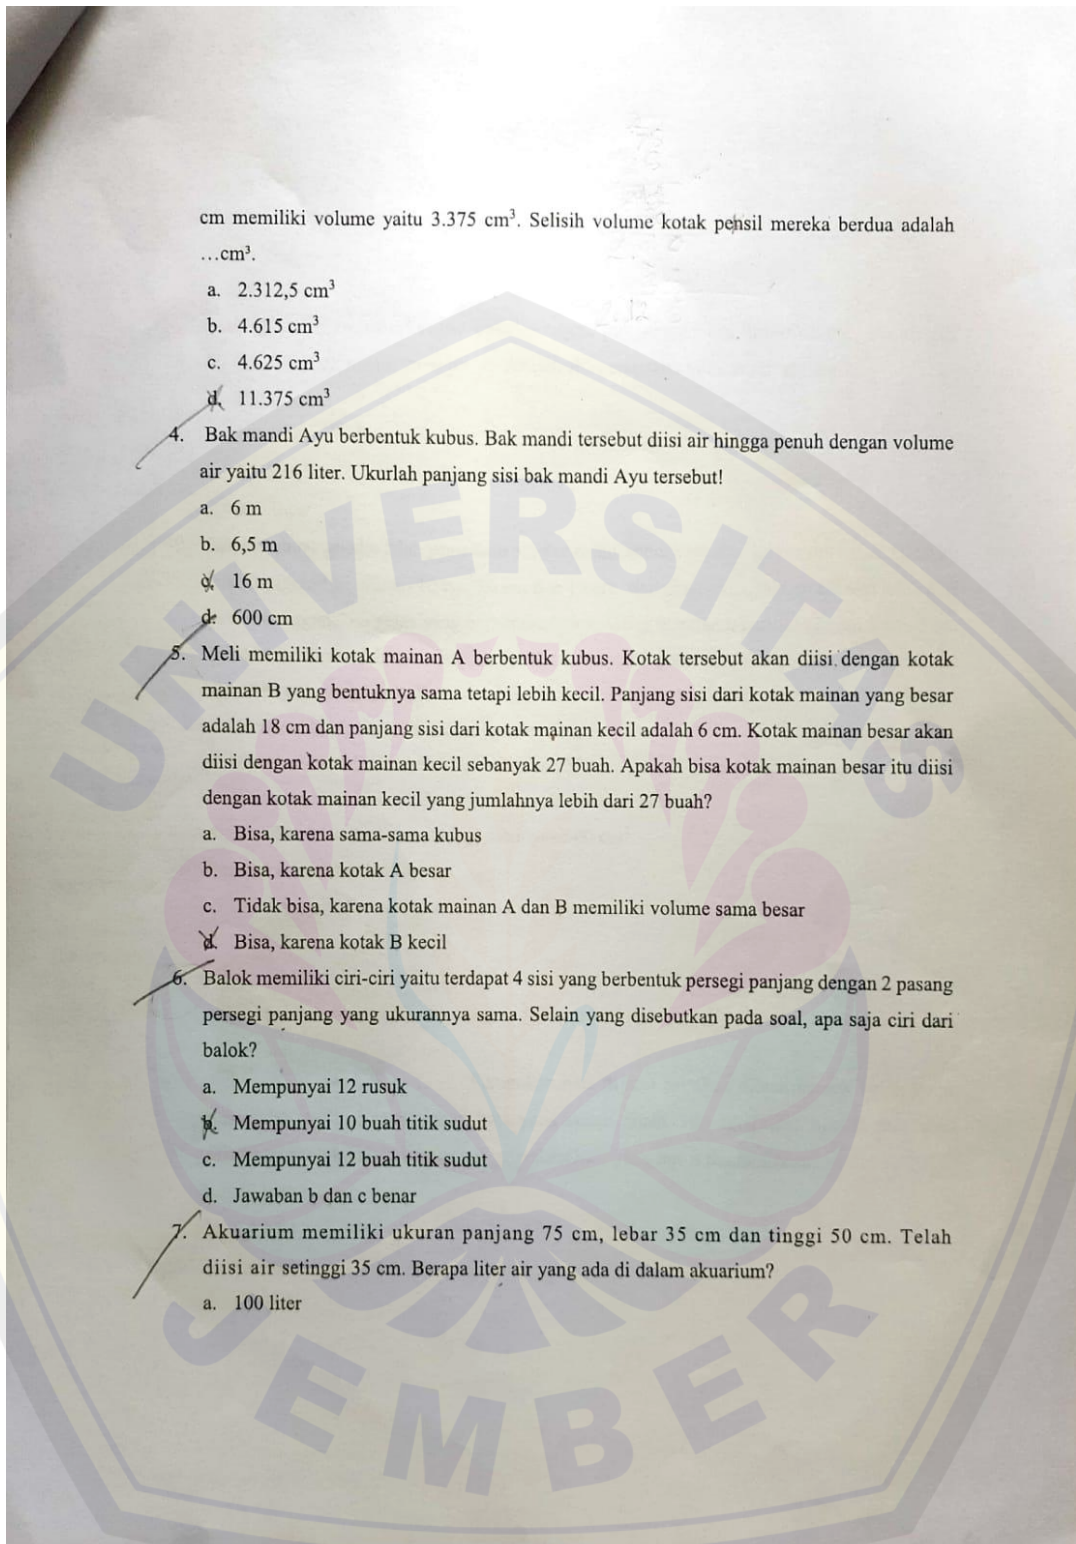 cm memiliki volume yaitu 3.375 cm³. Selisih volume kotak pensil mereka berdua adalah
…cm³.
a. 2.312,5 cm³
b. 4.615 cm³
c. 4.625 cm³
d. 11.375 cm³
4. Bak mandi Ayu berbentuk kubus. Bak mandi tersebut diisi air hingga penuh dengan volume
air yaitu 216 liter. Ukurlah panjang sisi bak mandi Ayu tersebut!
a. 6 m
b. 6,5 m
c. 16 m
d. 600 cm
5. Meli memiliki kotak mainan A berbentuk kubus. Kotak tersebut akan diisi dengan kotak
mainan B yang bentuknya sama tetapi lebih kecil. Panjang sisi dari kotak mainan yang besar
adalah 18 cm dan panjang sisi dari kotak mainan kecil adalah 6 cm. Kotak mainan besar akan
diisi dengan kotak mainan kecil sebanyak 27 buah. Apakah bisa kotak mainan besar itu diisi
dengan kotak mainan kecil yang jumlahnya lebih dari 27 buah?
a. Bisa, karena sama-sama kubus
b. Bisa, karena kotak A besar
c. Tidak bisa, karena kotak mainan A dan B memiliki volume sama besar
d. Bisa, karena kotak B kecil
6. Balok memiliki ciri-ciri yaitu terdapat 4 sisi yang berbentuk persegi panjang dengan 2 pasang
persegi panjang yang ukurannya sama. Selain yang disebutkan pada soal, apa saja ciri dari
balok?
a. Mempunyai 12 rusuk
b. Mempunyai 10 buah titik sudut
c. Mempunyai 12 buah titik sudut
d. Jawaban b dan c benar
7. Akuarium memiliki ukuran panjang 75 cm, lebar 35 cm dan tinggi 50 cm. Telah
diisi air setinggi 35 cm. Berapa liter air yang ada di dalam akuarium?
a. 100 liter
UNIVERSITAS
JEMBER